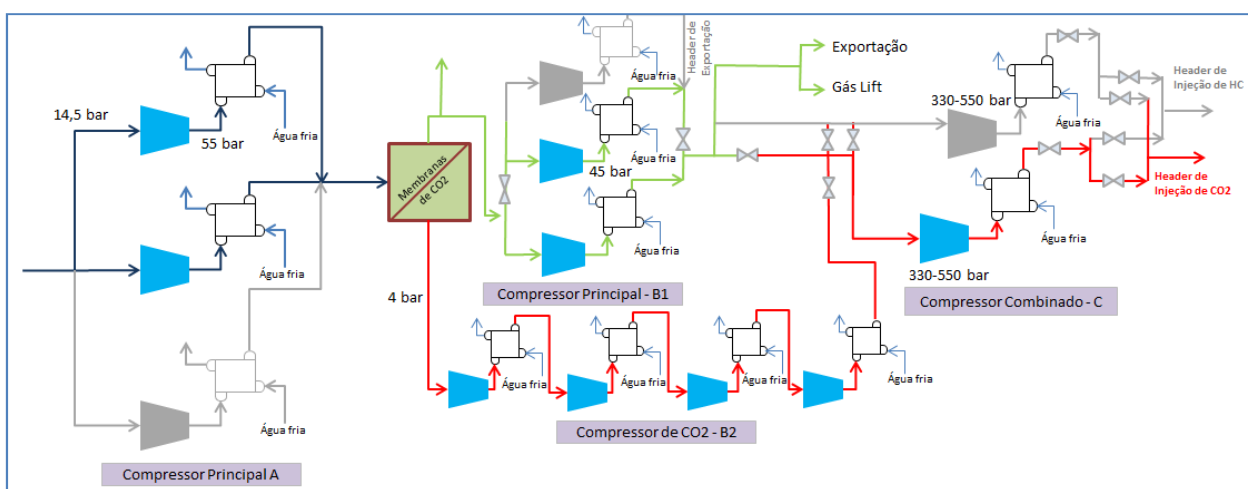 14,5 bar
55 bar
Água fria
Água fria
Água fria
Compressor Principal A
Membranas
de CO2
4 bar
Água fria
Água fria
Água fria
45 bar
Header de
Exportação
Compressor Principal - B1
Água fria
Água fria
Água fria
Água fria
Compressor de CO2 - B2
Exportação
Gás Lift
330-550 bar
Água fria
Header de
Injeção de HC
Header de
Injeção de CO2
Água fria
330-550 bar
Compressor Combinado - C